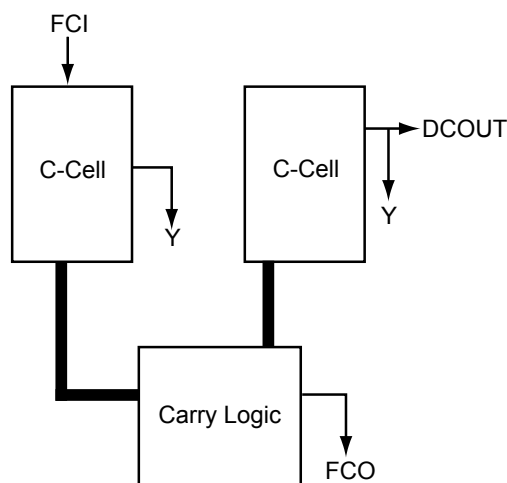 FCI
C-Cell
C-Cell
DCOUT
Y
Y
Carry Logic
FCO